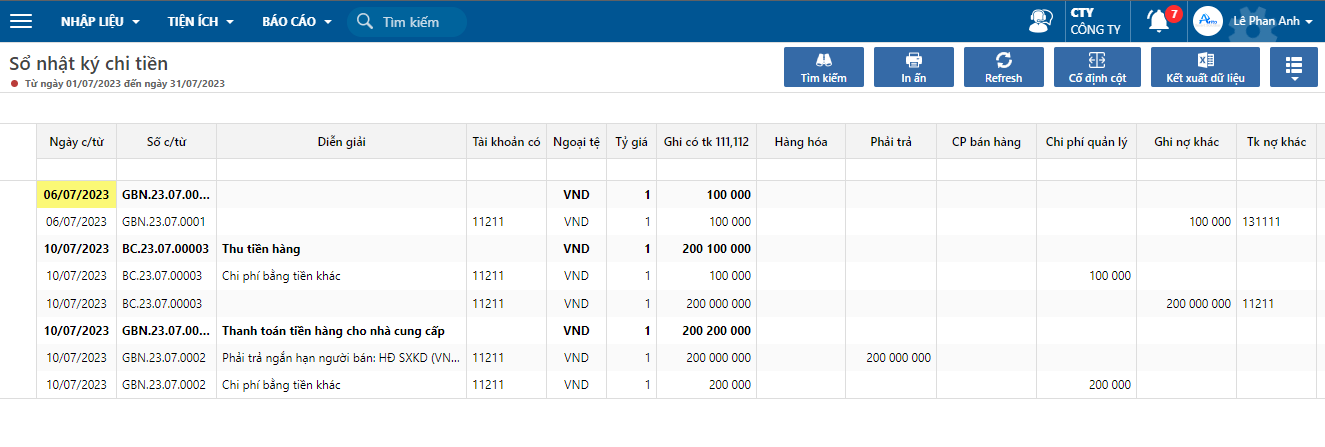 NHẬP LIỆU TIỆN ÍCH BÁO CÁO Tìm kiếm CTY 7 Lê Phan Anh
CÔNG TY
Sổ nhật ký chi tiền
Từ ngày 01/07/2023 đến ngày 31/07/2023
Tìm kiếm In ấn Refresh Cố định cột Kết xuất dữ liệu
Ngày c/từ Số c/từ Diễn giải Tài khoản có Ngoại tệ Tỷ giá Ghi có tk 111,112 Hàng hóa Phải trả CP bán hàng Chi phí quản lý Ghi nợ khác Tk nợ khác
06/07/2023 GBN.23.07.00... VND 1 100 000
06/07/2023 GBN.23.07.0001 11211 VND 1 100 000 100 000 131111
10/07/2023 BC.23.07.00003 Thu tiền hàng VND 1 200 100 000
10/07/2023 BC.23.07.00003 Chi phí bằng tiền khác 11211 VND 1 100 000 100 000
10/07/2023 BC.23.07.00003 11211 VND 1 200 000 000 200 000 000 11211
10/07/2023 GBN.23.07.00... Thanh toán tiền hàng cho nhà cung cấp VND 1 200 200 000
10/07/2023 GBN.23.07.0002 Phải trả ngắn hạn người bán: HĐ SXKD (VN... 11211 VND 1 200 000 000 200 000 000
10/07/2023 GBN.23.07.0002 Chi phí bằng tiền khác 11211 VND 1 200 000 200 000